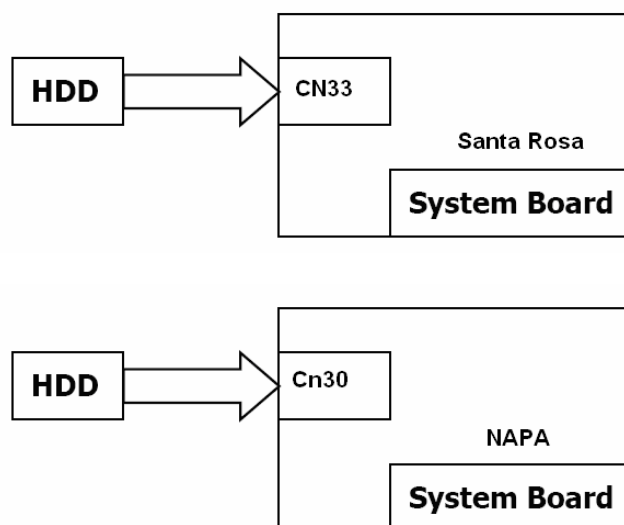 HDD
CN33
Santa Rosa
System Board
HDD
Cn30
NAPA
System Board